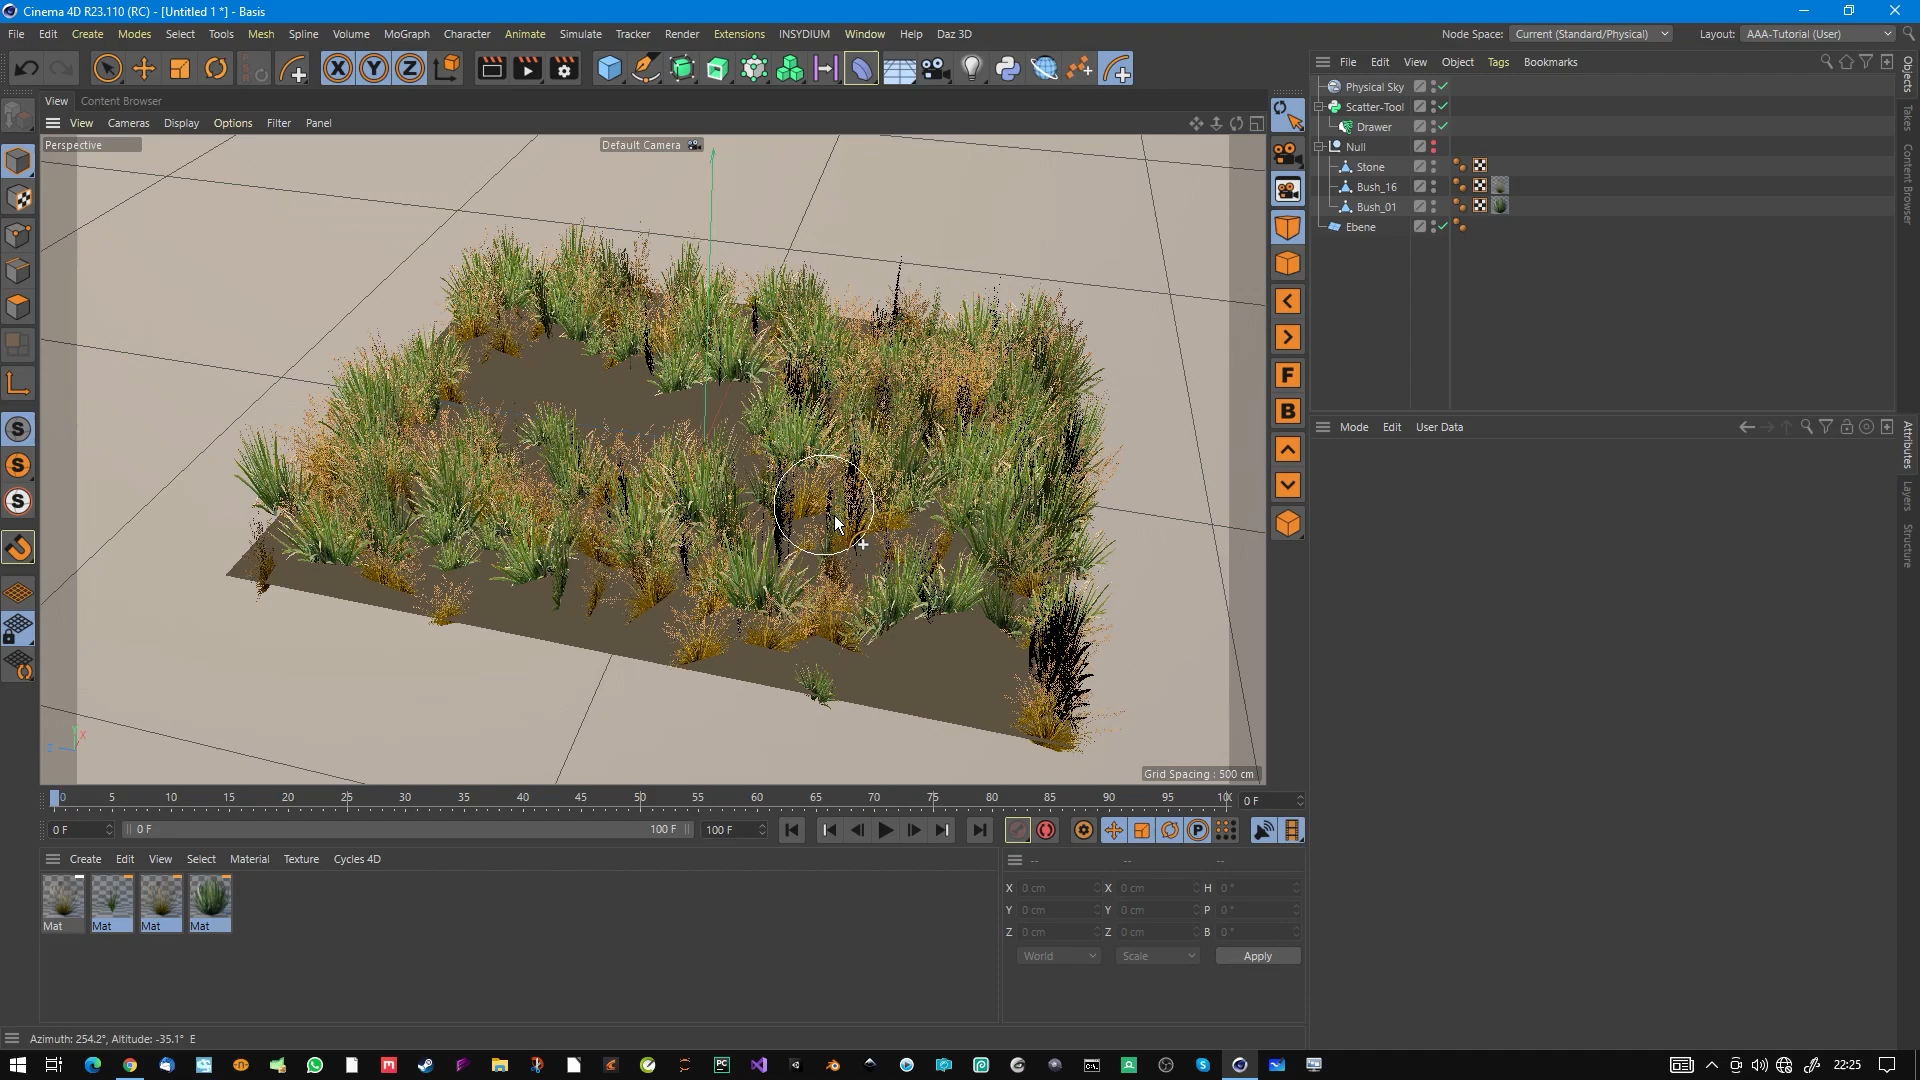 Cinema 4D R23.110 (RC) - [Untitled 1 *] - Basis
File Edit Create Modes Select Tools Mesh Spline Volume MoGraph Character Animate Simulate Tracker Render Extensions INSYDIUM Window Help Daz 3D
Node Space: Current (Standard/Physical) Layout: AAA-Tutorial (User)
File Edit View Object Tags Bookmarks
View Content Browser
View Cameras Display Options Filter Panel
Perspective
Default Camera
Physical Sky
Scatter-Tool
Drawer
Null
Stone
Bush_16
Bush_01
Ebene
Objects
Takes
Content Browser
X Y Z
S
S
S
F
B
Mode Edit User Data
Attributes
Layers
Structure
Y
X
Z
Grid Spacing : 500 cm
0 5 10 15 20 25 30 35 40 45 50 55 60 65 70 75 80 85 90 95
0 F
0 F 0 F 100 F 100 F P
Create Edit View Select Material Texture Cycles 4D
-- -- --
Mat Mat Mat Mat
X 0 cm X 0 cm H 0 °
Y 0 cm Y 0 cm P 0 °
Z 0 cm Z 0 cm B 0 °
World Scale Apply
Azimuth: 254.2°, Altitude: -35.1° E
22:25